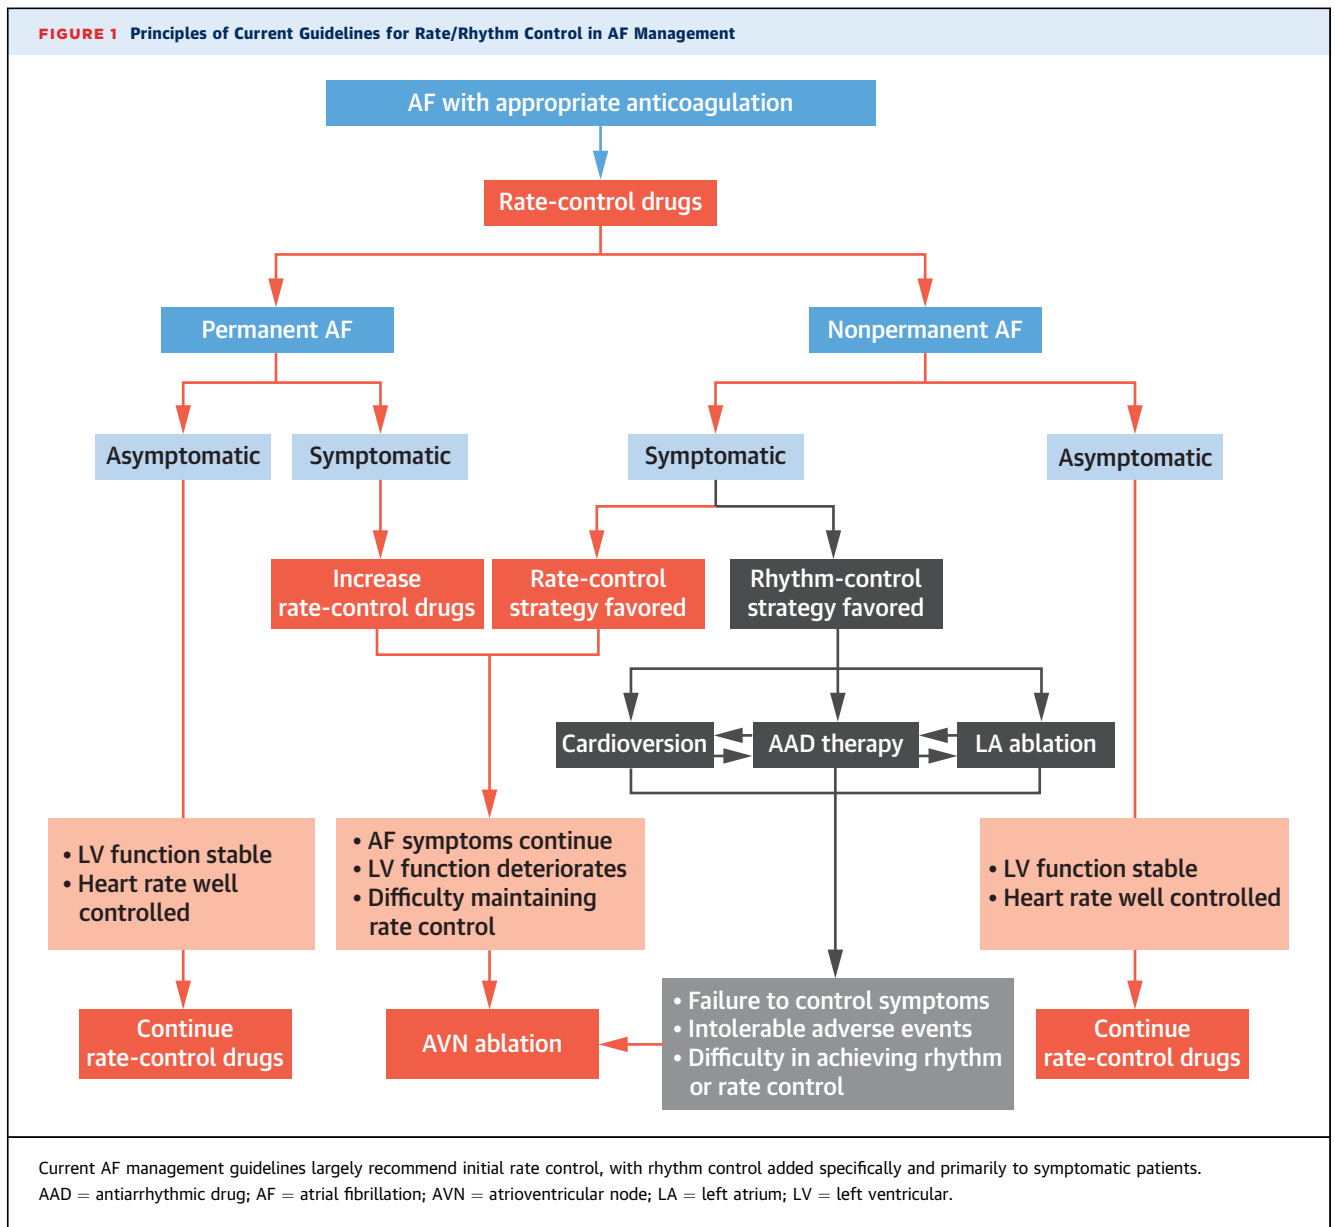 FIGURE 1 Principles of Current Guidelines for Rate/Rhythm Control in AF Management
AF with appropriate anticoagulation
Rate-control drugs
Permanent AF
Nonpermanent AF
Asymptomatic
Symptomatic
Symptomatic
Asymptomatic
Increase
rate-control drugs
Rate-control
strategy favored
Rhythm-control
strategy favored
Cardioversion
AAD therapy
LA ablation
• LV function stable
• Heart rate well
controlled
• AF symptoms continue
• LV function deteriorates
• Difficulty maintaining
rate control
• LV function stable
• Heart rate well controlled
Continue
rate-control drugs
AVN ablation
• Failure to control symptoms
• Intolerable adverse events
• Difficulty in achieving rhythm
or rate control
Continue
rate-control drugs
Current AF management guidelines largely recommend initial rate control, with rhythm control added specifically and primarily to symptomatic patients.
AAD = antiarrhythmic drug; AF = atrial fibrillation; AVN = atrioventricular node; LA = left atrium; LV = left ventricular.